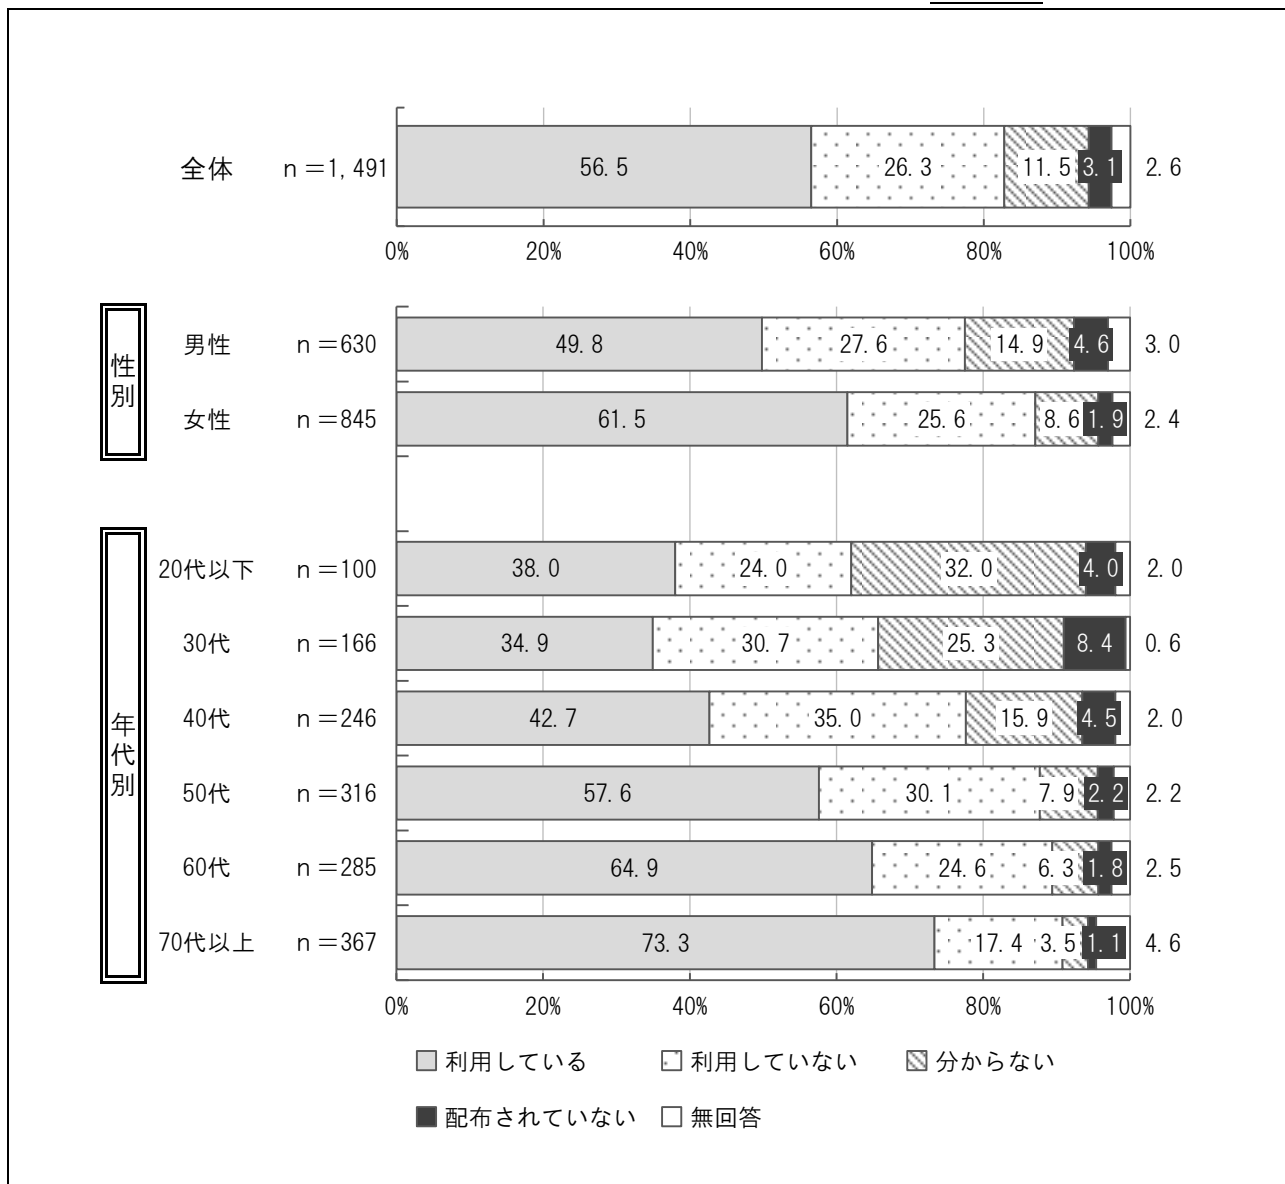 全体 n＝1,491 56.5 26.3 11.5 3.1 2.6
0% 20% 40% 60% 80% 100%
性別
男性 n＝630 49.8 27.6 14.9 4.6 3.0
女性 n＝845 61.5 25.6 8.6 1.9 2.4
年代別
20代以下 n＝100 38.0 24.0 32.0 4.0 2.0
30代 n＝166 34.9 30.7 25.3 8.4 0.6
40代 n＝246 42.7 35.0 15.9 4.5 2.0
50代 n＝316 57.6 30.1 7.9 2.2 2.2
60代 n＝285 64.9 24.6 6.3 1.8 2.5
70代以上 n＝367 73.3 17.4 3.5 1.1 4.6
0% 20% 40% 60% 80% 100%
利用している 利用していない 分からない
配布されていない 無回答